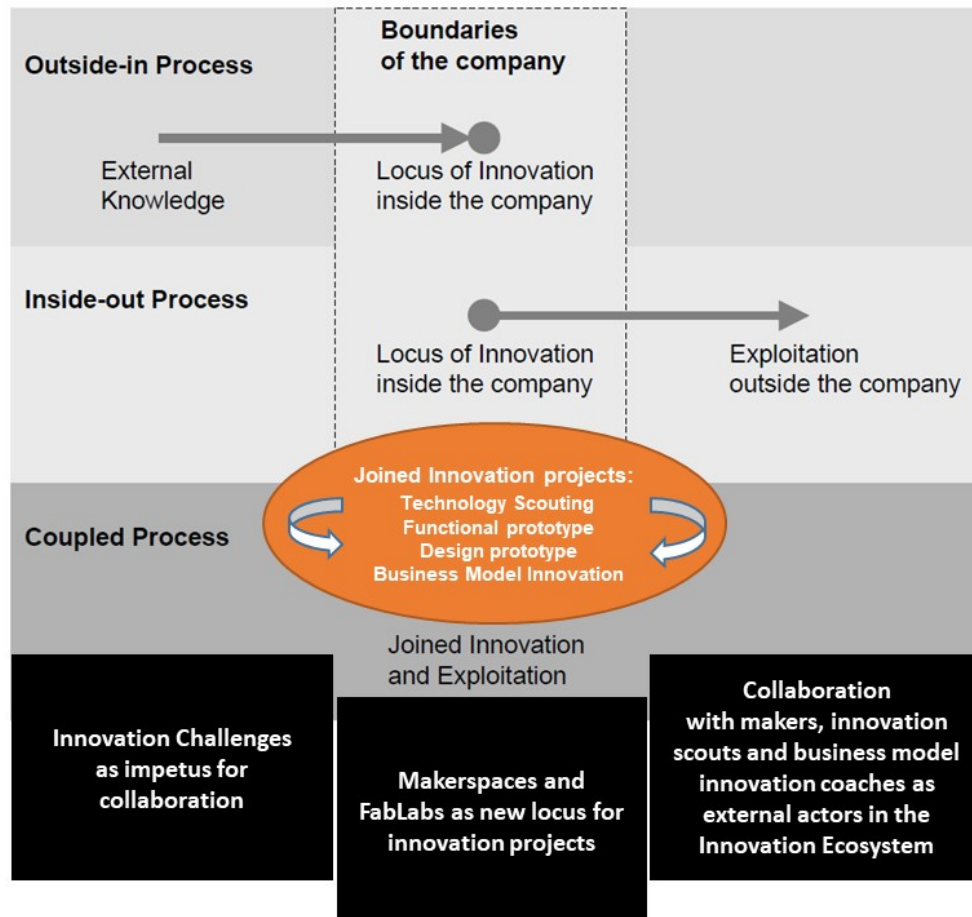 Boundaries
of the company
Outside-in Process
External
Knowledge
Locus of Innovation
inside the company
Inside-out Process
Locus of Innovation
inside the company
Exploitation
outside the company
Joined Innovation projects:
Technology Scouting
Functional prototype
Design prototype
Business Model Innovation
Coupled Process
Joined Innovation
and Exploitation
Innovation Challenges
as impetus for
collaboration
Makerspaces and
FabLabs as new locus for
innovation projects
Collaboration
with makers, innovation
scouts and business model
innovation coaches as
external actors in the
Innovation Ecosystem